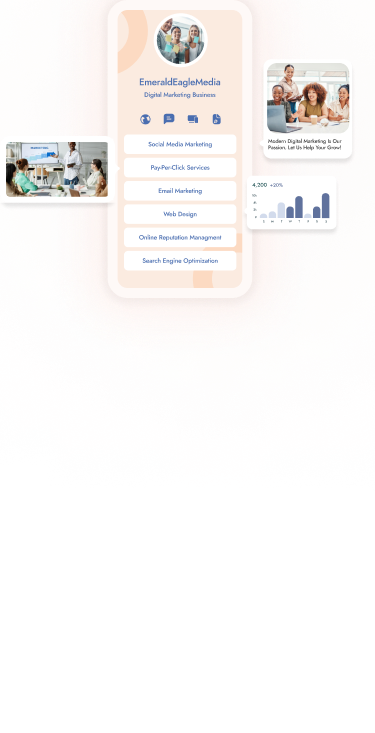 EmeraldEagleMedia
Digital Marketing Business
Social Media Marketing
Pay-Per-Click Services
Email Marketing
Web Design
Online Reputation Managment
Search Engine Optimization
Modern Digital Marketing Is Our
Passion. Let Us Help Your Grow!
4,200 +20%
S M T W T F S S